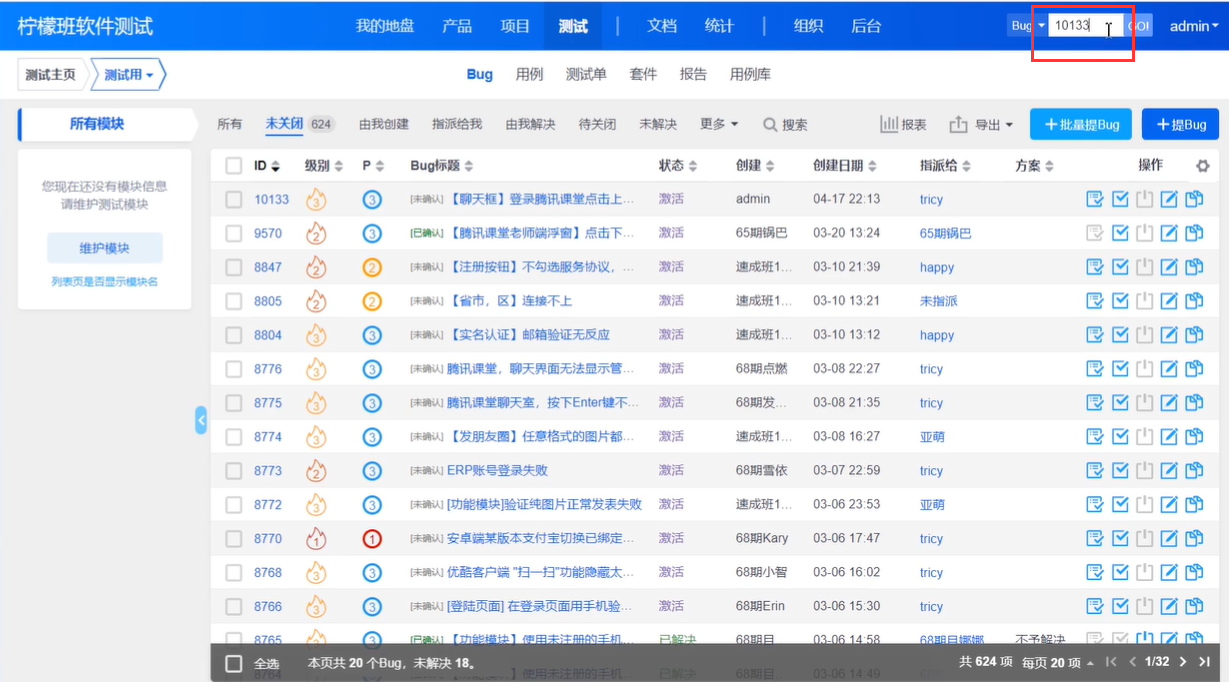 柠檬班软件测试 我的地盘 产品 项目 测试 | 文档 统计 | 组织 后台 Bug 10133 GO! admin
测试主页 测试用 Bug 用例 测试单 套件 报告 用例库
所有模块 所有 未关闭 624 由我创建 指派给我 由我解决 待关闭 未解决 更多 搜索 报表 导出 +批量提Bug +提Bug
您现在还没有模块信息
请维护测试模块
维护模块
列表页是否显示模块名
ID 级别 P Bug标题 状态 创建 创建日期 指派给 方案 操作
10133 3 3 [未确认] 【聊天框】登录腾讯课堂点击上... 激活 admin 04-17 22:13 tricy
9570 2 3 [已确认] 【腾讯课堂老师端浮窗】点击下... 激活 65期锅巴 03-20 13:24 65期锅巴
8847 2 2 [未确认] 【注册按钮】不勾选服务协议，... 激活 速成班1... 03-10 21:39 happy
8805 2 2 [未确认] 【省市，区】连接不上 激活 速成班1... 03-10 13:21 未指派
8804 3 3 [未确认] 【实名认证】邮箱验证无反应 激活 速成班1... 03-10 13:12 happy
8776 3 3 [未确认] 腾讯课堂，聊天界面无法显示管... 激活 68期点燃 03-08 22:27 tricy
8775 3 3 [未确认] 腾讯课堂聊天室，按下Enter键不... 激活 68期发... 03-08 21:35 tricy
8774 3 3 [未确认] 【发朋友圈】任意格式的图片都... 激活 速成班1... 03-08 16:27 亚萌
8773 2 3 [未确认] ERP账号登录失败 激活 68期雪依 03-07 22:59 tricy
8772 3 3 [未确认] [功能模块]验证纯图片正常发表失败 激活 速成班1... 03-06 23:53 亚萌
8770 1 1 [未确认] 安卓端某版本支付宝切换已绑定... 激活 68期Kary 03-06 17:47 tricy
8768 3 3 [未确认] 优酷客户端 "扫一扫"功能隐藏太... 激活 68期小智 03-06 16:02 tricy
8766 3 3 [未确认] [登陆页面] 在登录页面用手机验... 激活 68期Erin 03-06 15:30 tricy
8765 3 3 [已确认] 【功能模块】使用未注册的手机... 已解决 03-06 14:58 不予解决
全选 本页共 20 个Bug，未解决 18。 共 624 项 每页 20 项 1/32